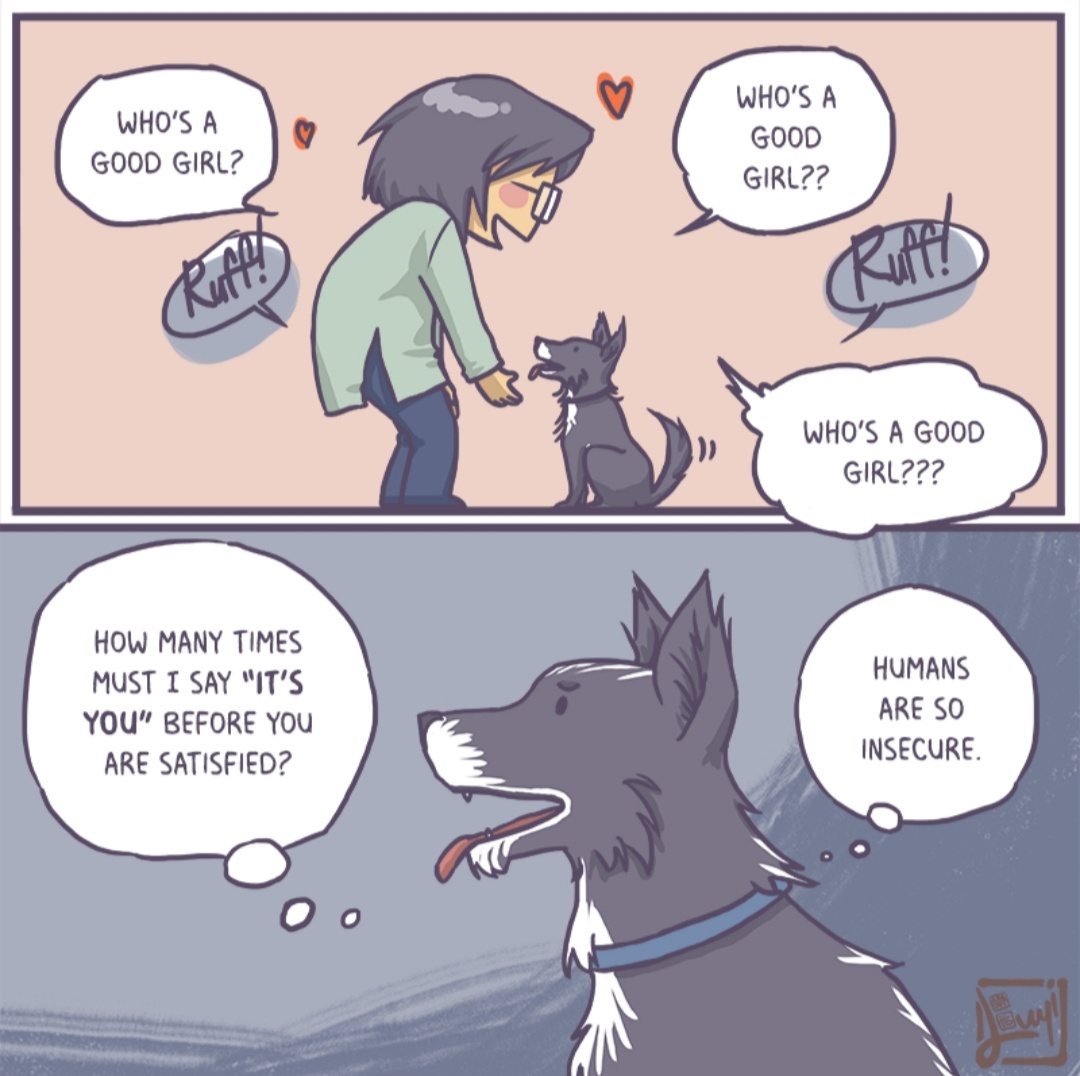 WHO'S A
GOOD GIRL?
WHO'S A
GOOD
GIRL??
Ruff!
Ruff!
WHO'S A GOOD
GIRL???
HOW MANY TIMES
MUST I SAY "IT'S
YOU" BEFORE YOU
ARE SATISFIED?
HUMANS
ARE SO
INSECURE.